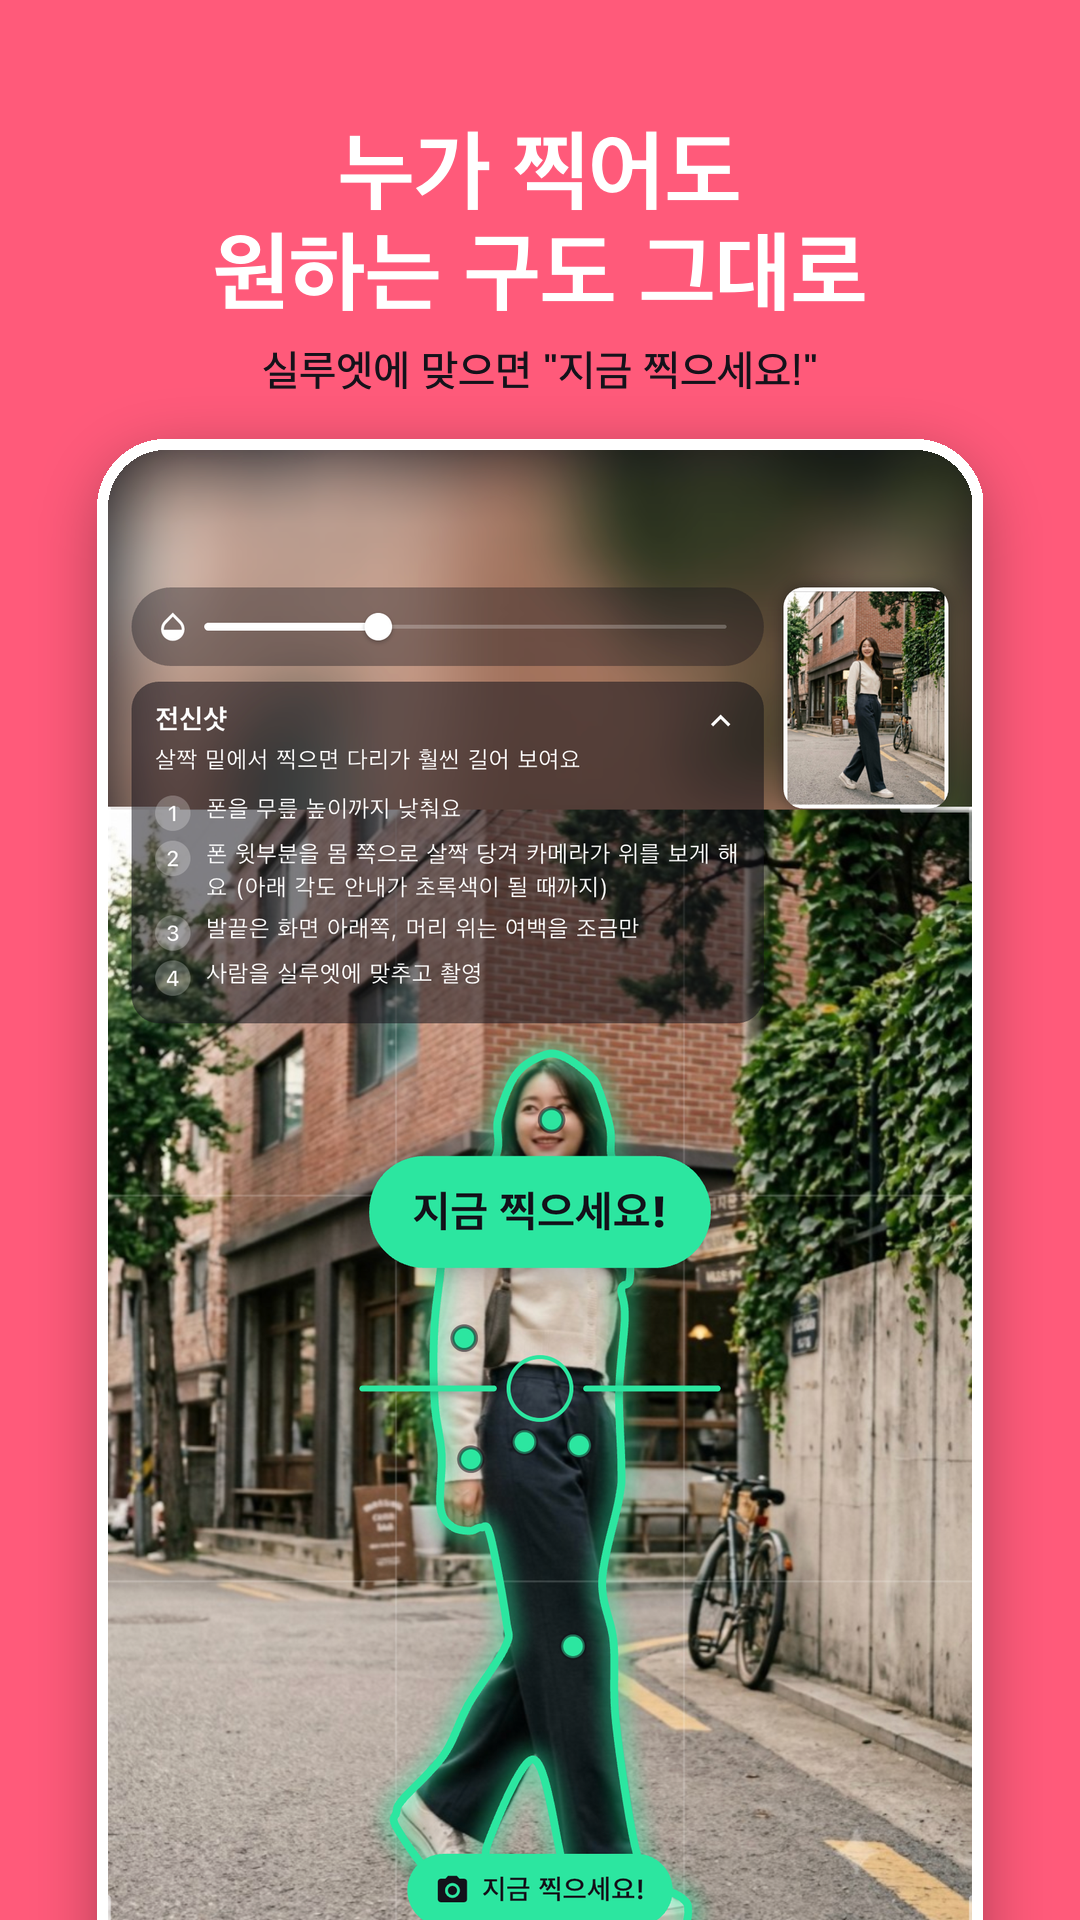 누가 찍어도
원하는 구도 그대로
실루엣에 맞으면 "지금 찍으세요!"
전신샷
살짝 밑에서 찍으면 다리가 훨씬 길어 보여요
1 폰을 무릎 높이까지 낮춰요
2 폰 윗부분을 몸 쪽으로 살짝 당겨 카메라가 위를 보게 해
요 (아래 각도 안내가 초록색이 될 때까지)
3 발끝은 화면 아래쪽, 머리 위는 여백을 조금만
4 사람을 실루엣에 맞추고 촬영
지금 찍으세요!
지금 찍으세요!